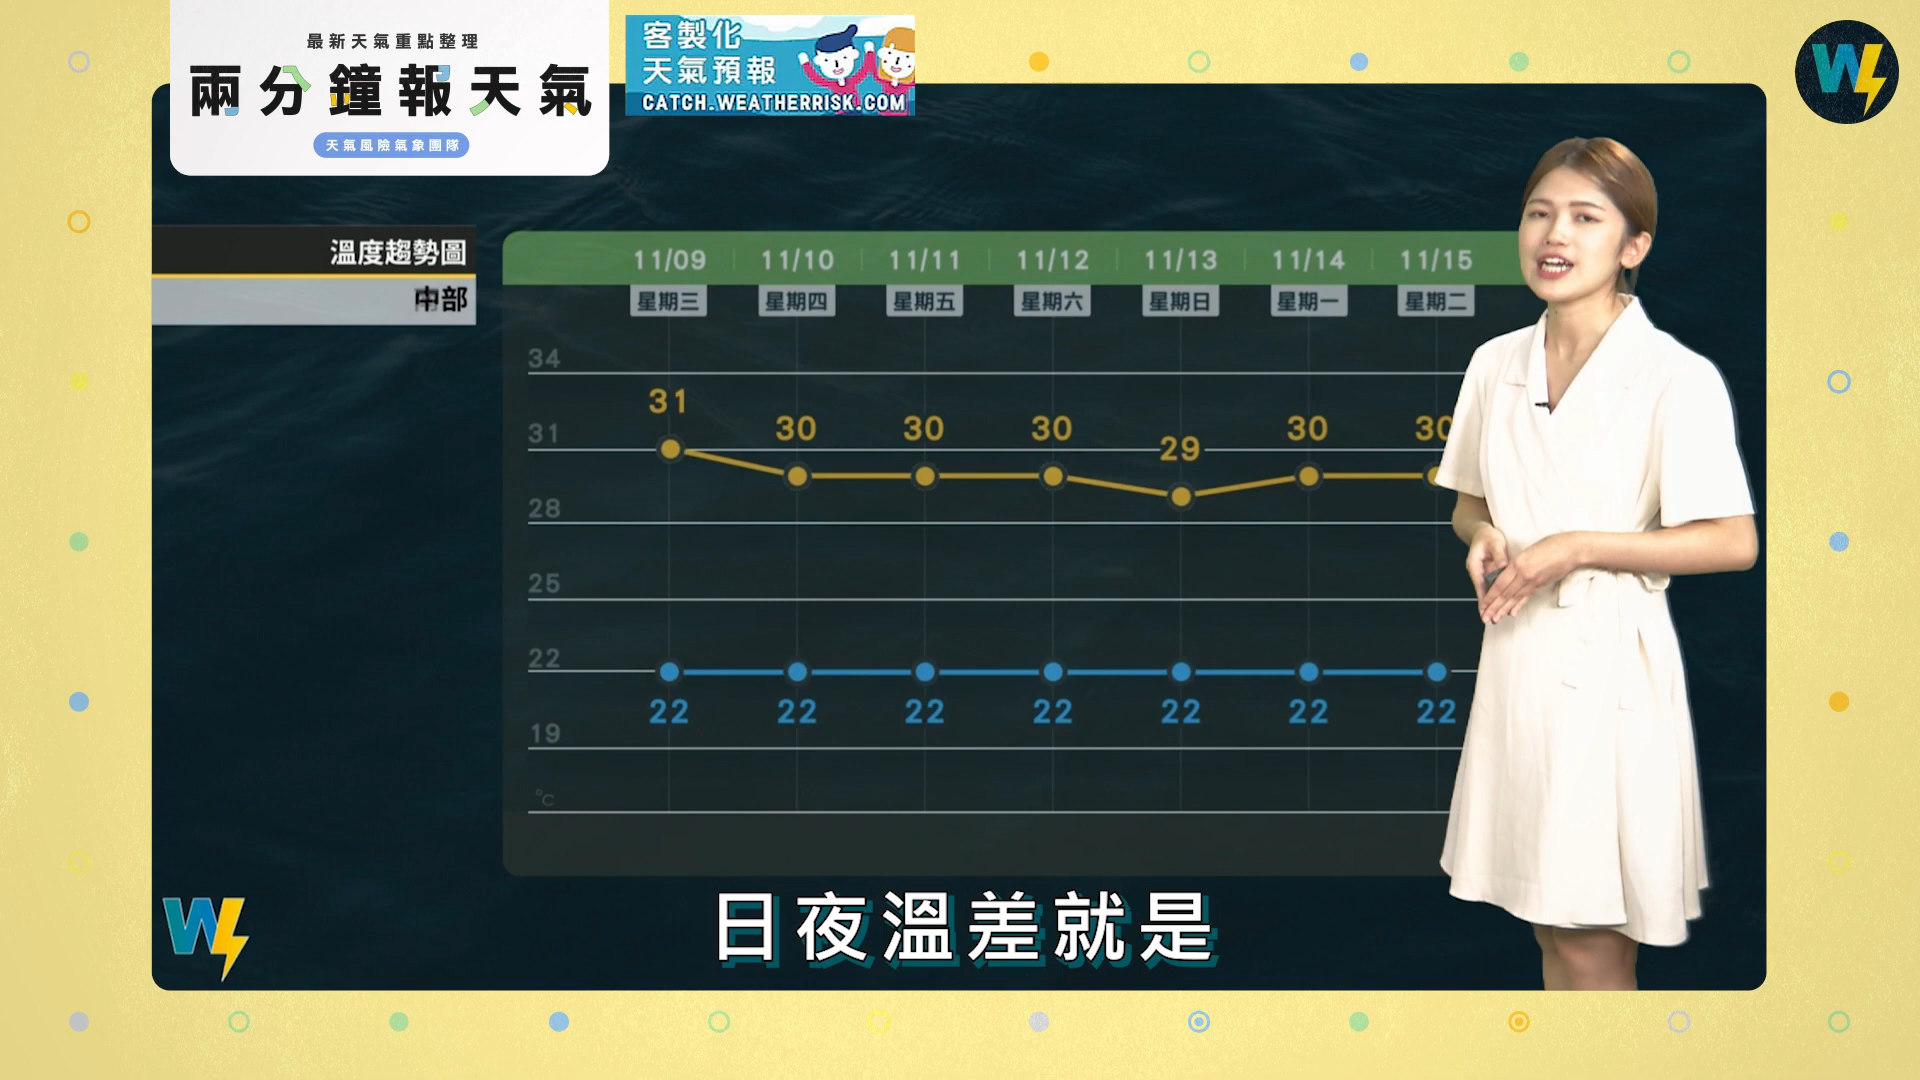 最新天氣重點整理
兩分鐘報天氣
天氣風險氣象團隊
客製化
天氣預報
CATCH.WEATHERRISK.COM
W
溫度趨勢圖
中部
11/09 11/10 11/11 11/12 11/13 11/14 11/15
星期三 星期四 星期五 星期六 星期日 星期一 星期二
34
31 30 30 30 29 30 30
31
28
25
22
22 22 22 22 22 22 22
19
°C
W
日夜溫差就是